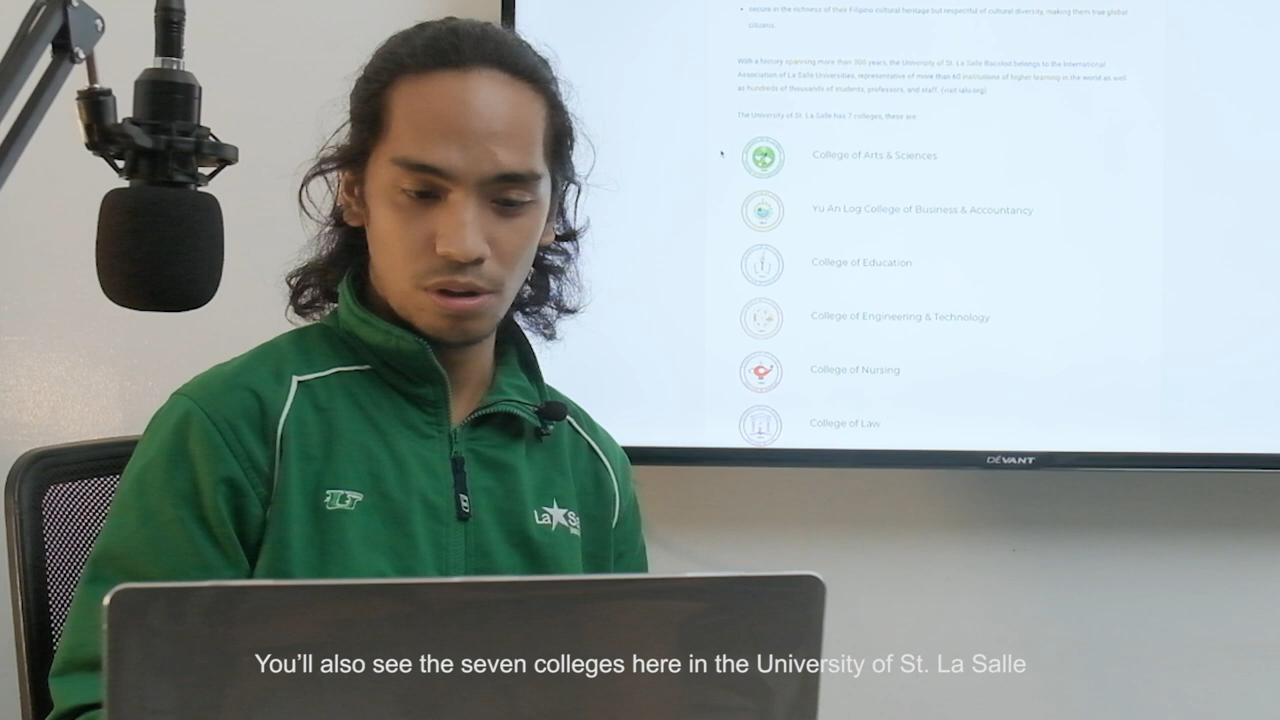 secure in the richness of their Filipino cultural heritage but respectful of cultural diversity, making them true global
citizens.
With a history spanning more than 300 years, the University of St. La Salle Bacolod belongs to the International
Association of La Salle Universities, representative of more than 60 institutions of higher learning in the world as well
as hundreds of thousands of students, professors, and staff. (visit ialu.org)
The University of St. La Salle has 7 colleges, these are:
College of Arts & Sciences
Yu An Log College of Business & Accountancy
College of Education
College of Engineering & Technology
College of Nursing
College of Law
DEVANT
La Sa
You’ll also see the seven colleges here in the University of St. La Salle